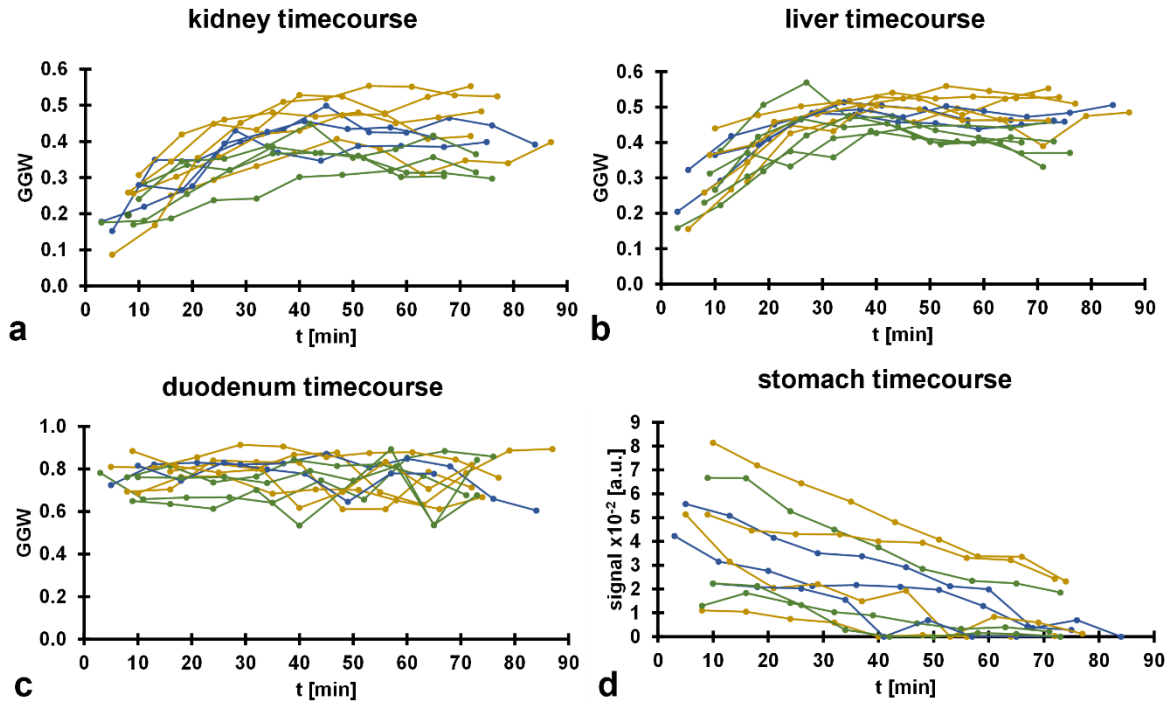 kidney timecourse
GGW
0.6
0.5
0.4
0.3
0.2
0.1
0.0
0 10 20 30 40 50 60 70 80 90
t [min]
a
liver timecourse
GGW
0.6
0.5
0.4
0.3
0.2
0.1
0.0
0 10 20 30 40 50 60 70 80 90
t [min]
b
duodenum timecourse
GGW
1.0
0.8
0.6
0.4
0.2
0.0
0 10 20 30 40 50 60 70 80 90
t [min]
c
stomach timecourse
signal x10⁻² [a.u.]
9
8
7
6
5
4
3
2
1
0
0 10 20 30 40 50 60 70 80 90
t [min]
d